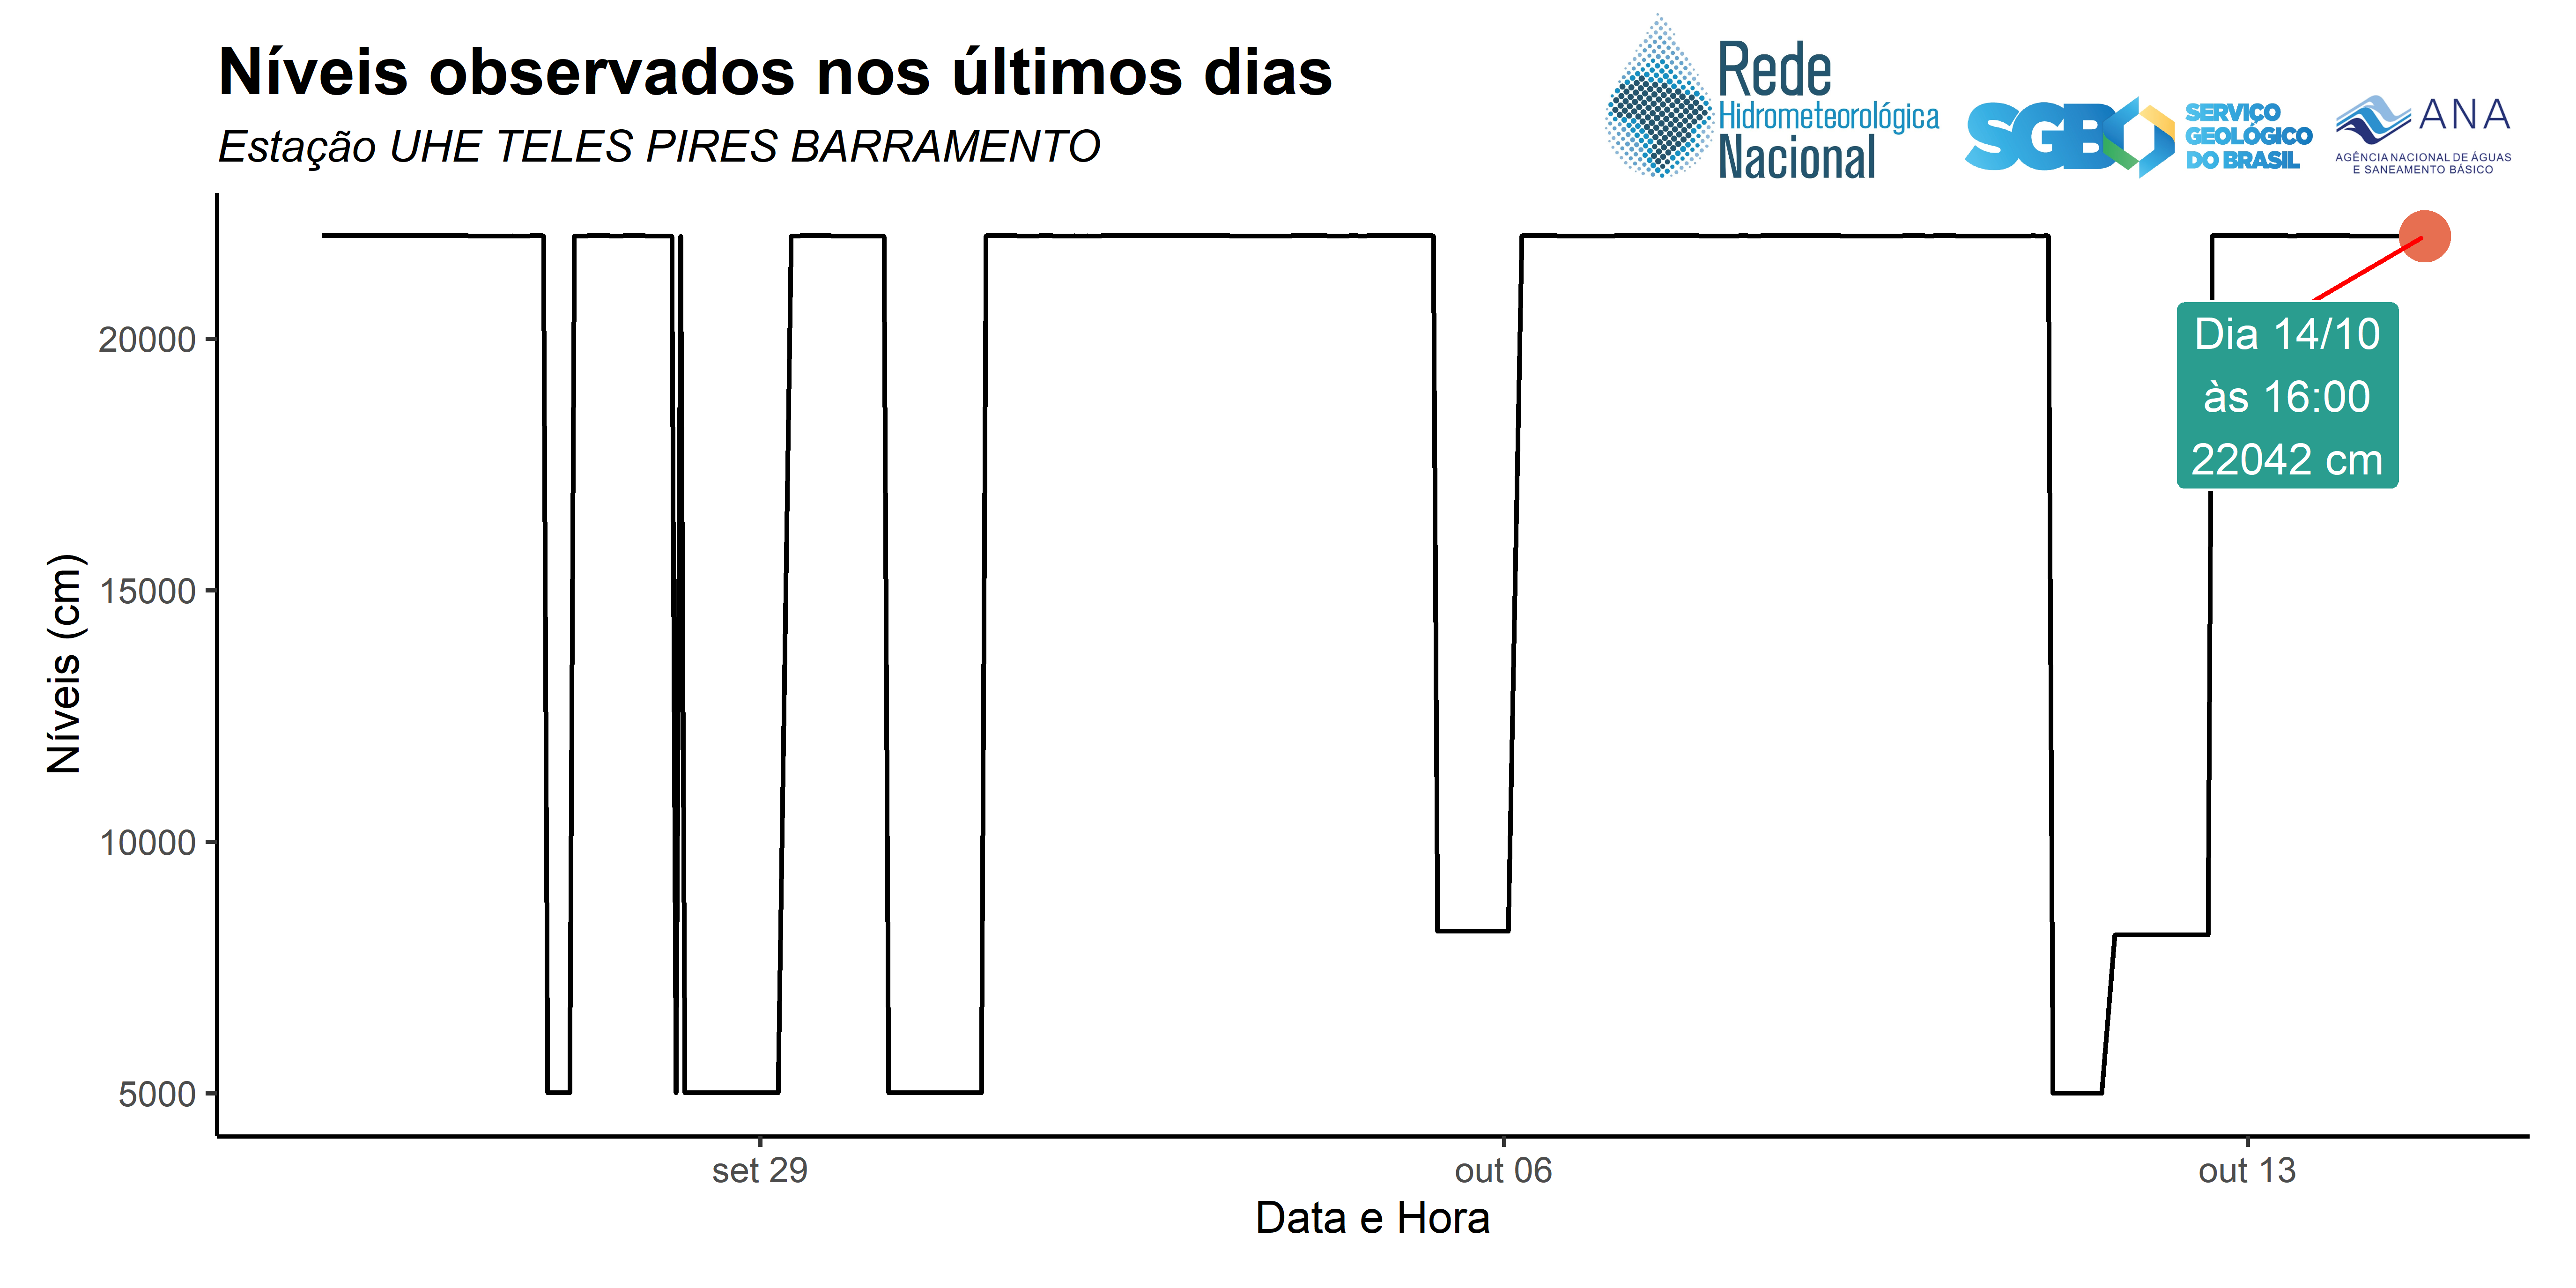 Níveis observados nos últimos dias
Estação UHE TELES PIRES BARRAMENTO
Rede
Hidrometeorológica
Nacional
SGB
SERVIÇO
GEOLÓGICO
DO BRASIL
ANA
AGÊNCIA NACIONAL DE ÁGUAS
E SANEAMENTO BÁSICO
Dia 14/10
às 16:00
22042 cm
Níveis (cm)
20000
15000
10000
5000
set 29
out 06
out 13
Data e Hora